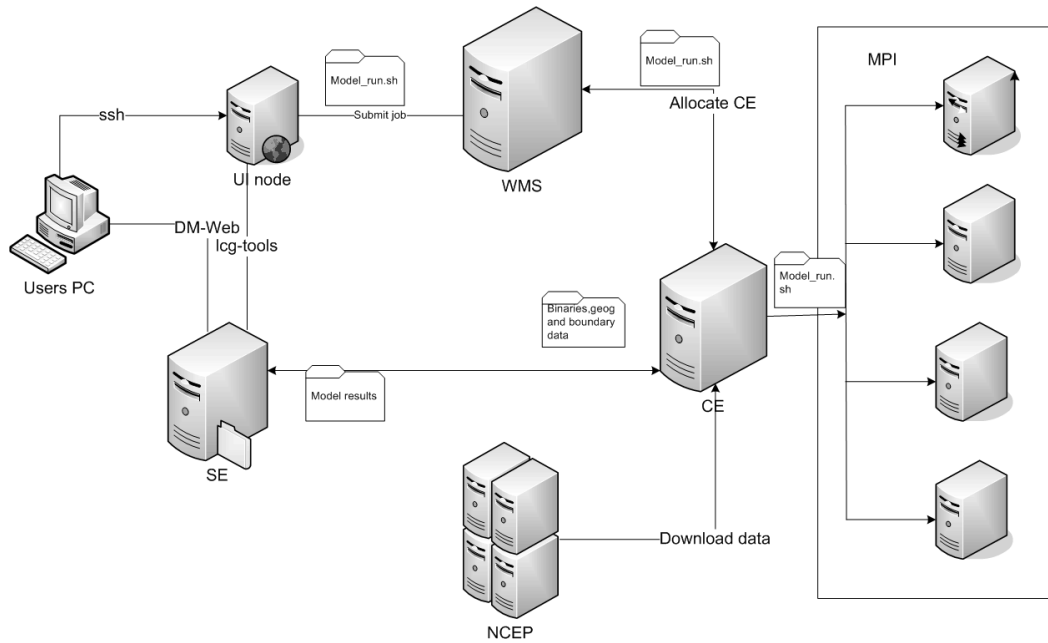 Model_run.sh
Model_run.sh
MPI
ssh
Submit job
Allocate CE
UI node
WMS
DM-Web
lcg-tools
Users PC
Model_run.
sh
Binaries,geog
and boundary
data
Model results
CE
SE
Download data
NCEP